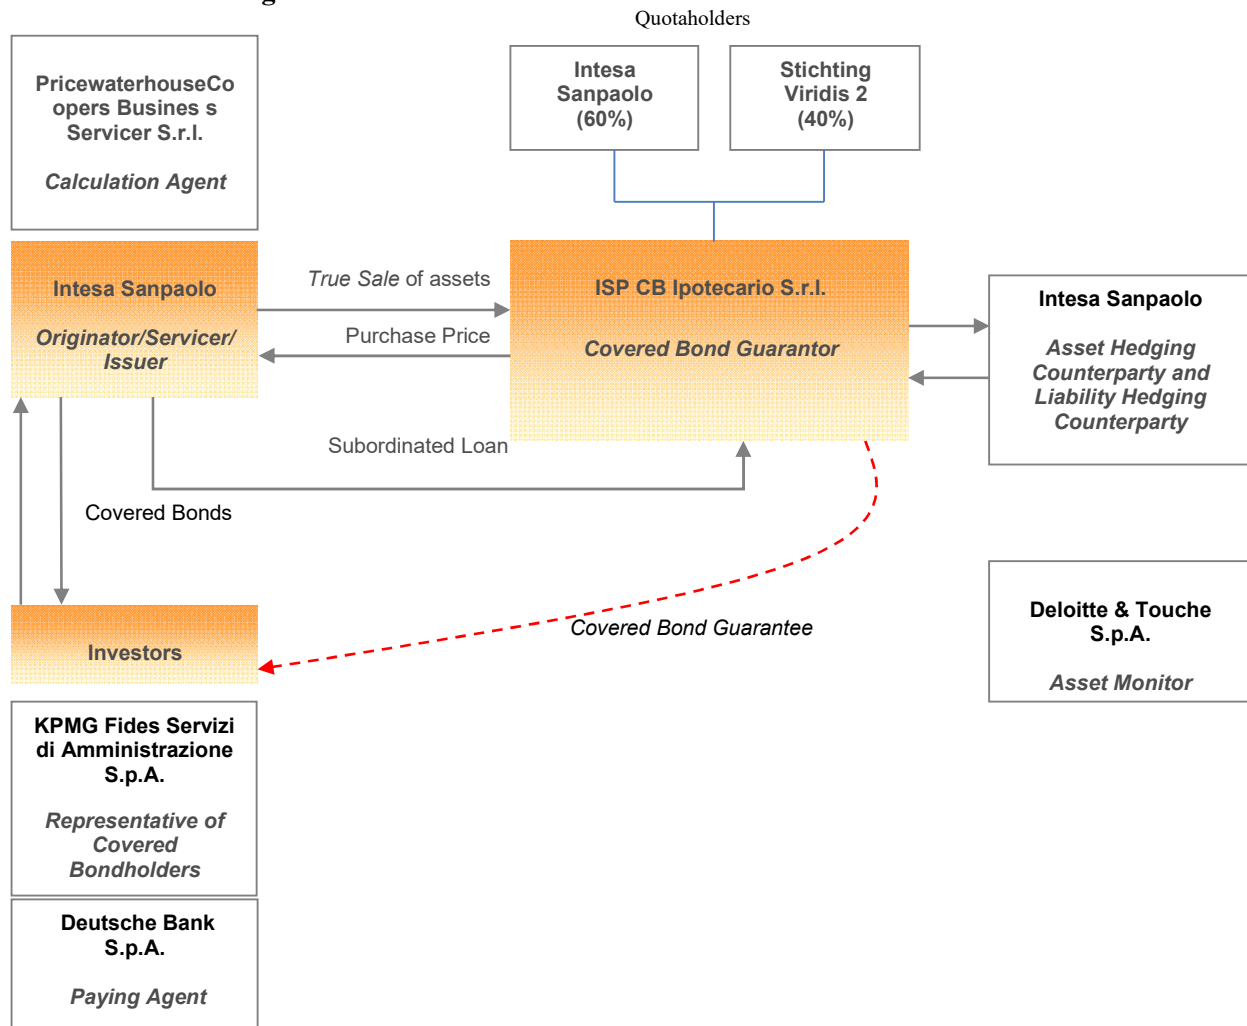 Quotaholders
PricewaterhouseCo
opers Busines s
Servicer S.r.l.
Calculation Agent
Intesa
Sanpaolo
(60%)
Stichting
Viridis 2
(40%)
Intesa Sanpaolo
Originator/Servicer/
Issuer
True Sale of assets
Purchase Price
ISP CB Ipotecario S.r.l.
Covered Bond Guarantor
Intesa Sanpaolo
Asset Hedging
Counterparty and
Liability Hedging
Counterparty
Subordinated Loan
Covered Bonds
Investors
Covered Bond Guarantee
Deloitte & Touche
S.p.A.
Asset Monitor
KPMG Fides Servizi
di Amministrazione
S.p.A.
Representative of
Covered
Bondholders
Deutsche Bank
S.p.A.
Paying Agent